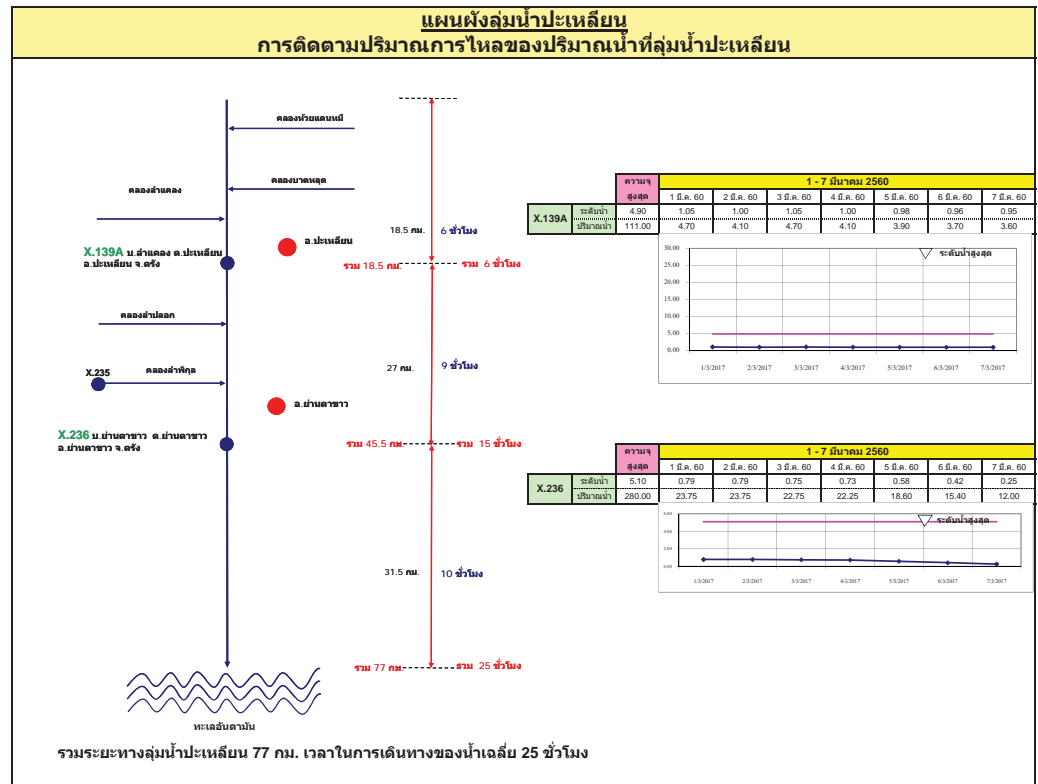 แผนผังลุ่มน้ำปะเหลียน
การติดตามปริมาณการไหลของปริมาณน้ำที่ลุ่มน้ำปะเหลียน
คลองห้วยแดนหมี
คลองบาดหลุด
คลองลำแคลง
18.5 กม. 6 ชั่วโมง
อ.ปะเหลียน
X.139A บ.ลำแคลง ต.ปะเหลียน
อ.ปะเหลียน จ.ตรัง
รวม 18.5 กม. รวม 6 ชั่วโมง
คลองลำปลอก
27 กม. 9 ชั่วโมง
X.235 คลองลำพิกุล
อ.ย่านตาขาว
X.236 บ.ย่านตาขาว ต.ย่านตาขาว
อ.ย่านตาขาว จ.ตรัง
รวม 45.5 กม. รวม 15 ชั่วโมง
31.5 กม. 10 ชั่วโมง
รวม 77 กม. รวม 25 ชั่วโมง
ทะเลอันดามัน
รวมระยะทางลุ่มน้ำปะเหลียน 77 กม. เวลาในการเดินทางของน้ำเฉลี่ย 25 ชั่วโมง
ความจุ 1 - 7 มีนาคม 2560
สูงสุด 1 มี.ค. 60 2 มี.ค. 60 3 มี.ค. 60 4 มี.ค. 60 5 มี.ค. 60 6 มี.ค. 60 7 มี.ค. 60
X.139A
ระดับน้ำ 4.90 1.05 1.00 1.05 1.00 0.98 0.96 0.95
ปริมาณน้ำ 111.00 4.70 4.10 4.70 4.10 3.90 3.70 3.60
ระดับน้ำสูงสุด
30.00
25.00
20.00
15.00
10.00
5.00
0.00
1/3/2017 2/3/2017 3/3/2017 4/3/2017 5/3/2017 6/3/2017 7/3/2017
ความจุ 1 - 7 มีนาคม 2560
สูงสุด 1 มี.ค. 60 2 มี.ค. 60 3 มี.ค. 60 4 มี.ค. 60 5 มี.ค. 60 6 มี.ค. 60 7 มี.ค. 60
X.236
ระดับน้ำ 5.10 0.79 0.79 0.75 0.73 0.58 0.42 0.25
ปริมาณน้ำ 280.00 23.75 23.75 22.75 22.25 18.60 15.40 12.00
ระดับน้ำสูงสุด
6.00
4.00
2.00
0.00
1/3/2017 2/3/2017 3/3/2017 4/3/2017 5/3/2017 6/3/2017 7/3/2017